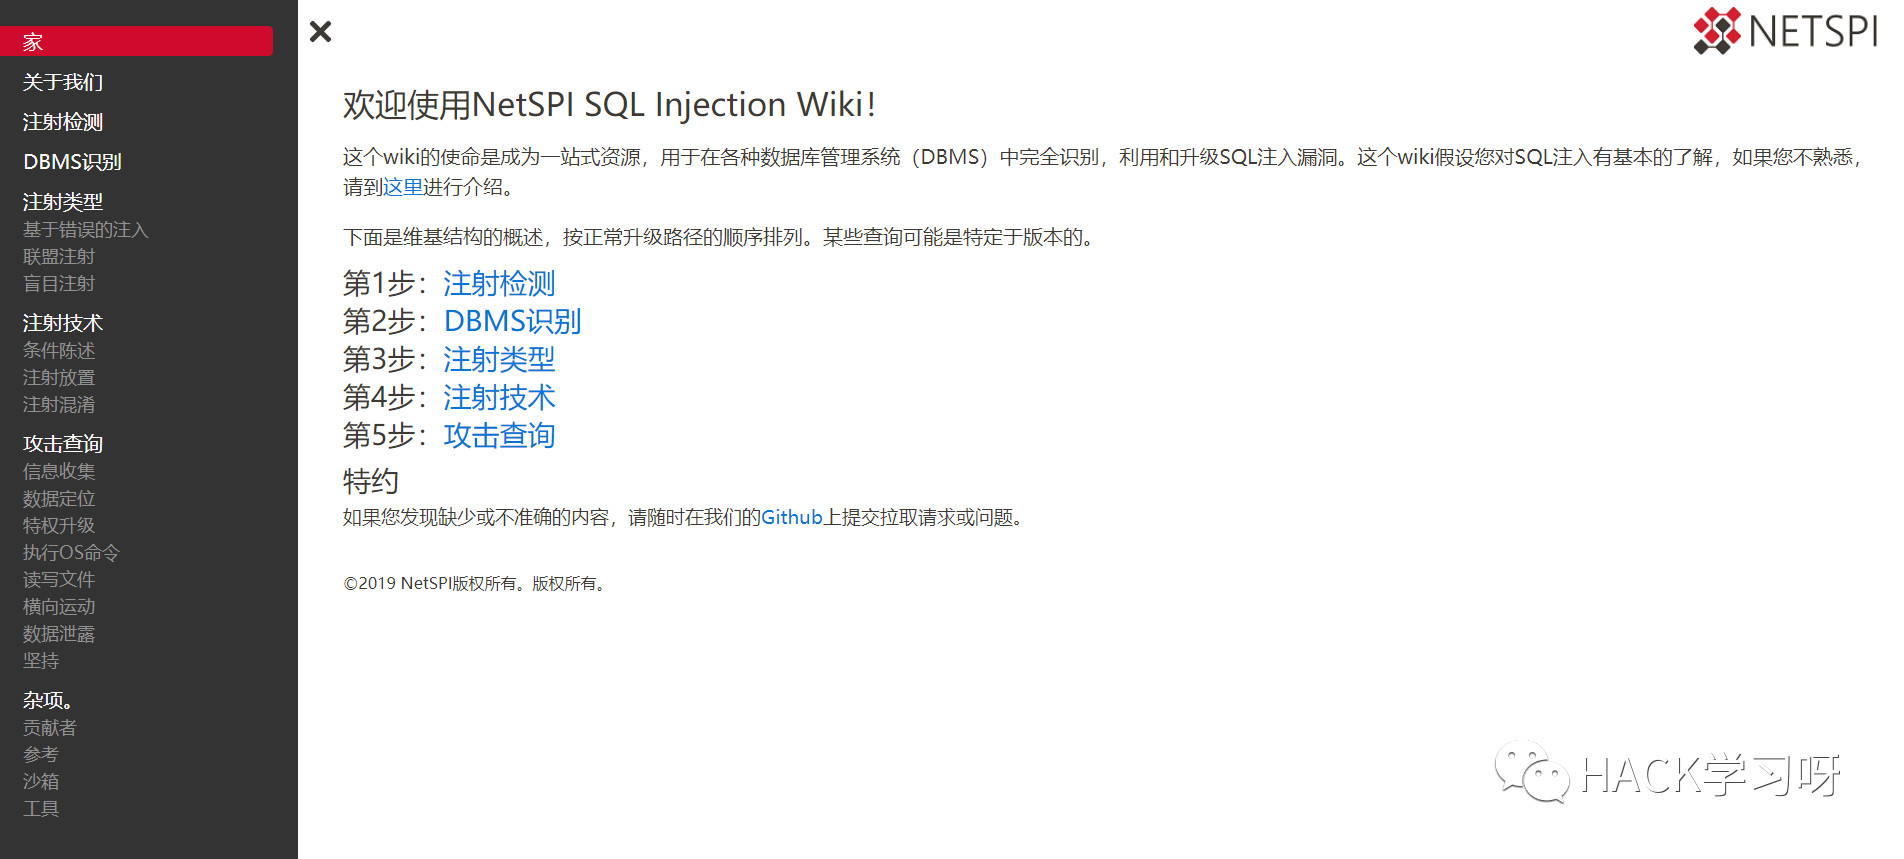 家
关于我们
注射检测
DBMS识别
注射类型
基于错误的注入
联盟注射
盲目注射
注射技术
条件陈述
注射放置
注射混淆
攻击查询
信息收集
数据定位
特权升级
执行OS命令
读写文件
横向运动
数据泄露
坚持
杂项。
贡献者
参考
沙箱
工具
NETSPI
欢迎使用NetSPI SQL Injection Wiki！
这个wiki的使命是成为一站式资源，用于在各种数据库管理系统（DBMS）中完全识别，利用和升级SQL注入漏洞。这个wiki假设您对SQL注入有基本的了解，如果您不熟悉，
请到这里进行介绍。
下面是维基结构的概述，按正常升级路径的顺序排列。某些查询可能是特定于版本的。
第1步：注射检测
第2步：DBMS识别
第3步：注射类型
第4步：注射技术
第5步：攻击查询
特约
如果您发现缺少或不准确的内容，请随时在我们的Github上提交拉取请求或问题。
©2019 NetSPI版权所有。版权所有。
HACK学习呀